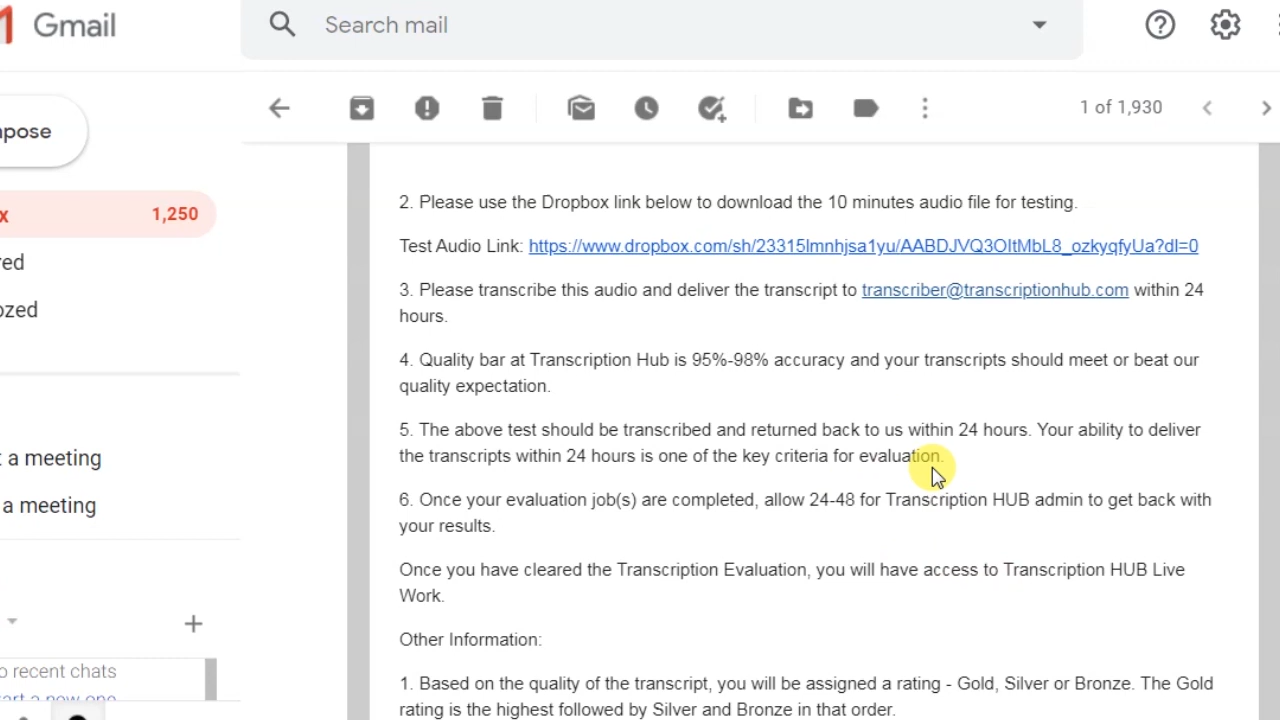 Gmail
Search mail
pose
1 of 1,930
x 1,250
red
ozed
t a meeting
a meeting
o recent chats
art a new one
2. Please use the Dropbox link below to download the 10 minutes audio file for testing.
Test Audio Link: https://www.dropbox.com/sh/23315lmnhjsa1yu/AABDJVQ3OItMbL8_ozkyqfyUa?dl=0
3. Please transcribe this audio and deliver the transcript to transcriber@transcriptionhub.com within 24
hours.
4. Quality bar at Transcription Hub is 95%-98% accuracy and your transcripts should meet or beat our
quality expectation.
5. The above test should be transcribed and returned back to us within 24 hours. Your ability to deliver
the transcripts within 24 hours is one of the key criteria for evaluation.
6. Once your evaluation job(s) are completed, allow 24-48 for Transcription HUB admin to get back with
your results.
Once you have cleared the Transcription Evaluation, you will have access to Transcription HUB Live
Work.
Other Information:
1. Based on the quality of the transcript, you will be assigned a rating - Gold, Silver or Bronze. The Gold
rating is the highest followed by Silver and Bronze in that order.